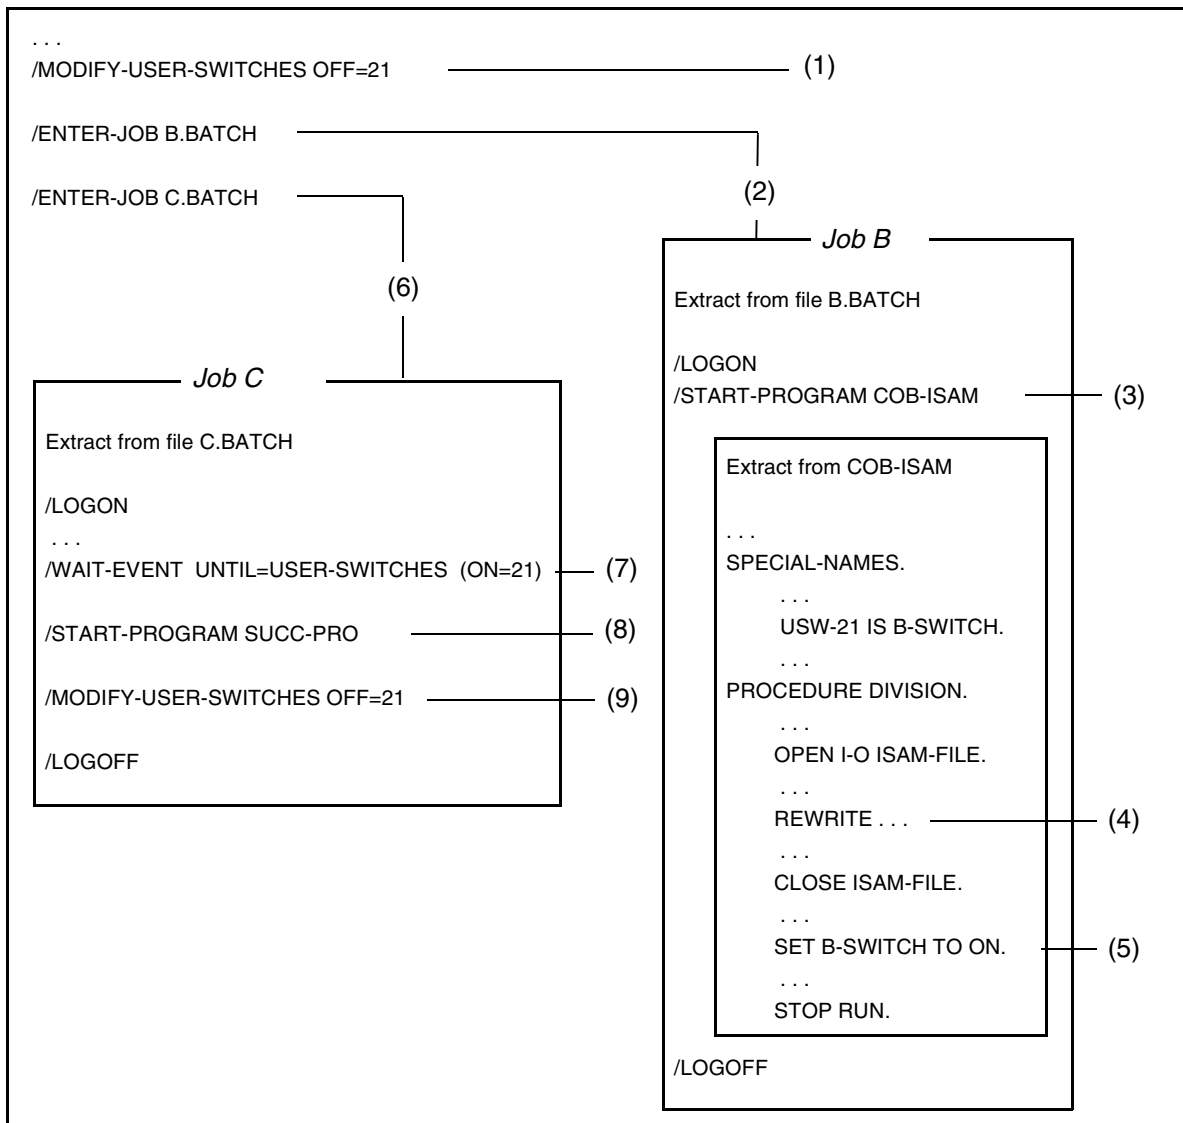 . . .
/MODIFY-USER-SWITCHES OFF=21 (1)
/ENTER-JOB B.BATCH
/ENTER-JOB C.BATCH
(2)
(6)
Job B
Extract from file B.BATCH
/LOGON
/START-PROGRAM COB-ISAM (3)
Extract from COB-ISAM
. . .
SPECIAL-NAMES.
. . .
USW-21 IS B-SWITCH.
. . .
PROCEDURE DIVISION.
. . .
OPEN I-O ISAM-FILE.
. . .
REWRITE . . . (4)
. . .
CLOSE ISAM-FILE.
. . .
SET B-SWITCH TO ON. (5)
. . .
STOP RUN.
/LOGOFF
Job C
Extract from file C.BATCH
/LOGON
. . .
/WAIT-EVENT UNTIL=USER-SWITCHES (ON=21) (7)
/START-PROGRAM SUCC-PRO (8)
/MODIFY-USER-SWITCHES OFF=21 (9)
/LOGOFF